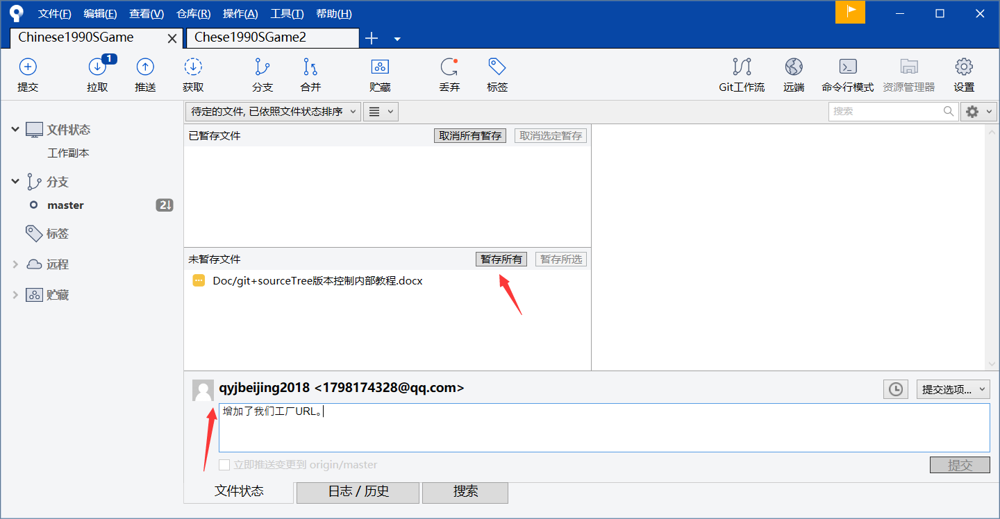 文件(F) 编辑(E) 查看(V) 仓库(R) 操作(A) 工具(T) 帮助(H)
Chinese1990SGame Chese1990SGame2
1
提交 拉取 推送 获取 分支 合并 贮藏 丢弃 标签 Git工作流 远端 命令行模式 资源管理器 设置
待定的文件, 已依照文件状态排序 搜索
文件状态
工作副本
分支
master 2↓
标签
远程
贮藏
已暂存文件 取消所有暂存 取消选定暂存
未暂存文件 暂存所有 暂存所选
Doc/git+sourceTree版本控制内部教程.docx
qyjbeijing2018 <1798174328@qq.com> 提交选项...
增加了我们工厂URL。
立即推送变更到 origin/master 提交
文件状态 日志 / 历史 搜索